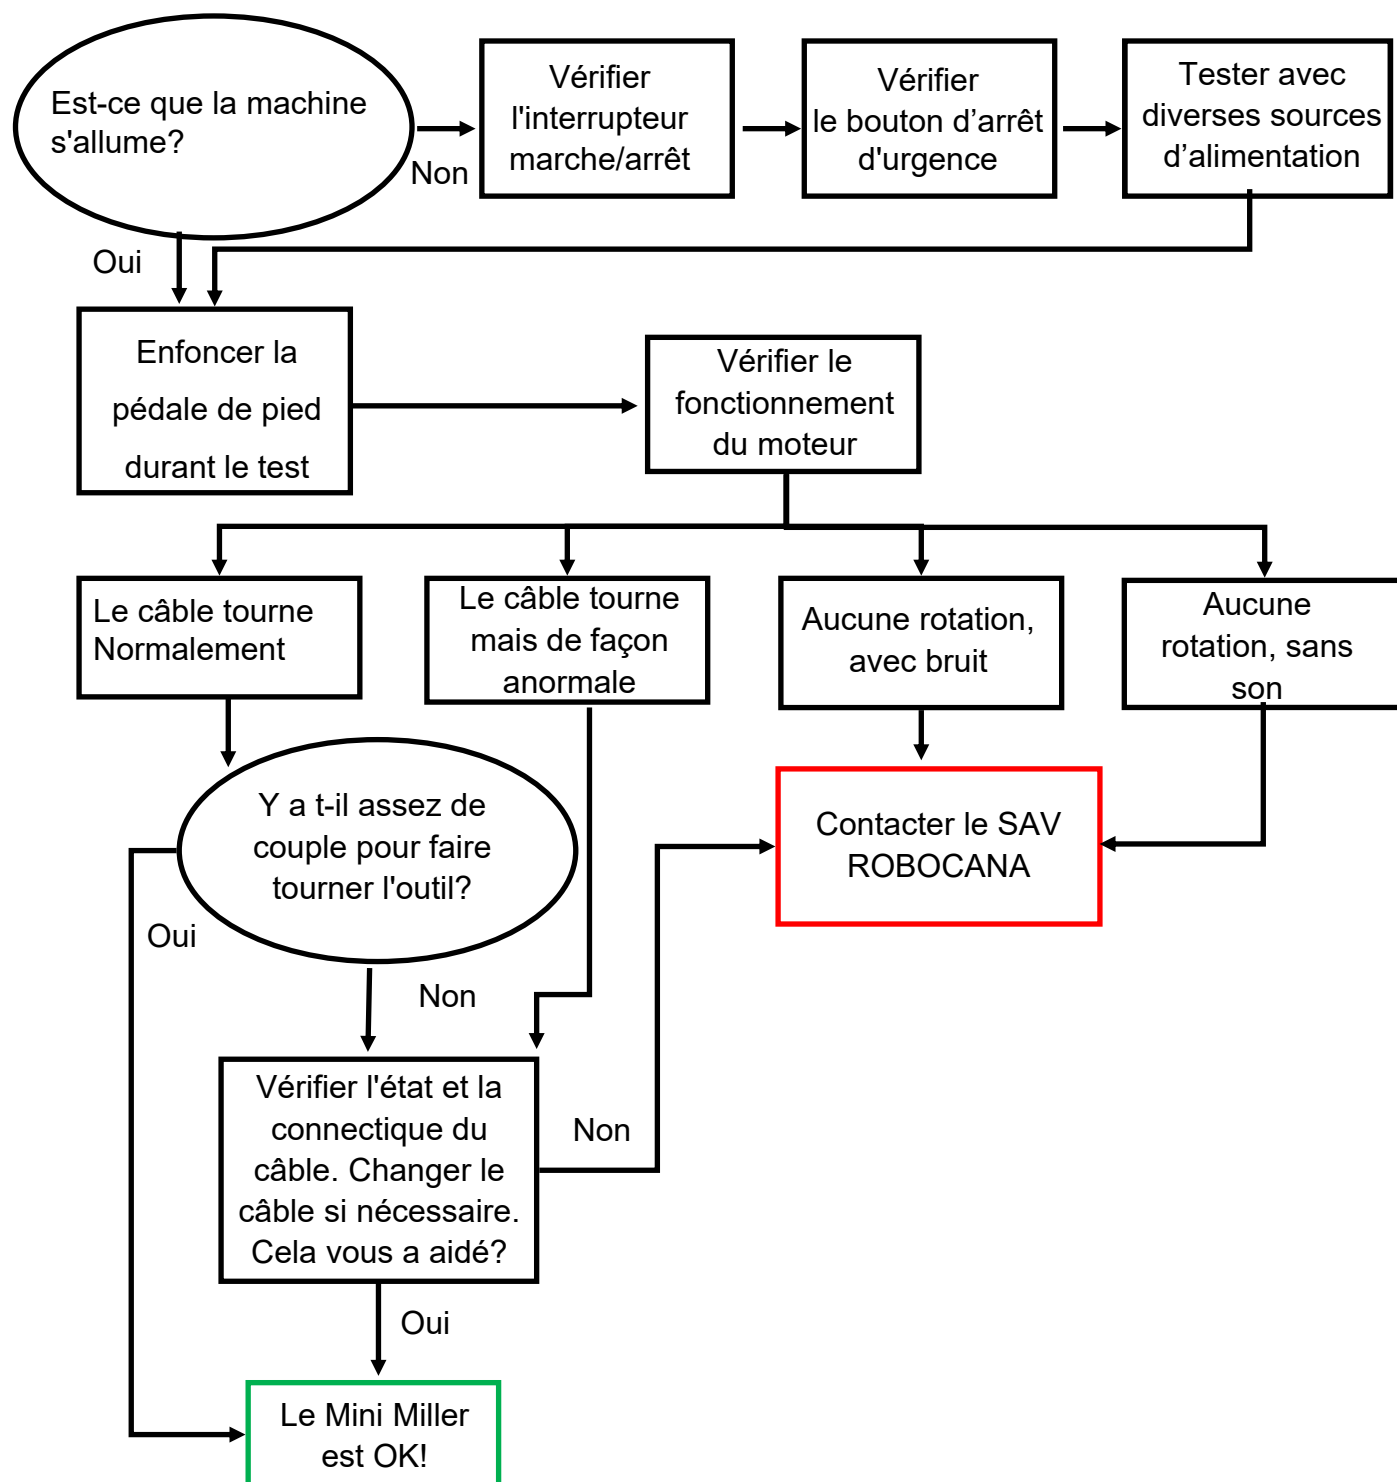 Est-ce que la machine
s'allume?
Non
Vérifier
l'interrupteur
marche/arrêt
Vérifier
le bouton d’arrêt
d'urgence
Tester avec
diverses sources
d’alimentation
Oui
Enfoncer la
pédale de pied
durant le test
Vérifier le
fonctionnement
du moteur
Le câble tourne
Normalement
Le câble tourne
mais de façon
anormale
Aucune rotation,
avec bruit
Aucune
rotation, sans
son
Y a t-il assez de
couple pour faire
tourner l'outil?
Contacter le SAV
ROBOCANA
Oui
Non
Vérifier l'état et la
connectique du
câble. Changer le
câble si nécessaire.
Cela vous a aidé?
Non
Oui
Le Mini Miller
est OK!